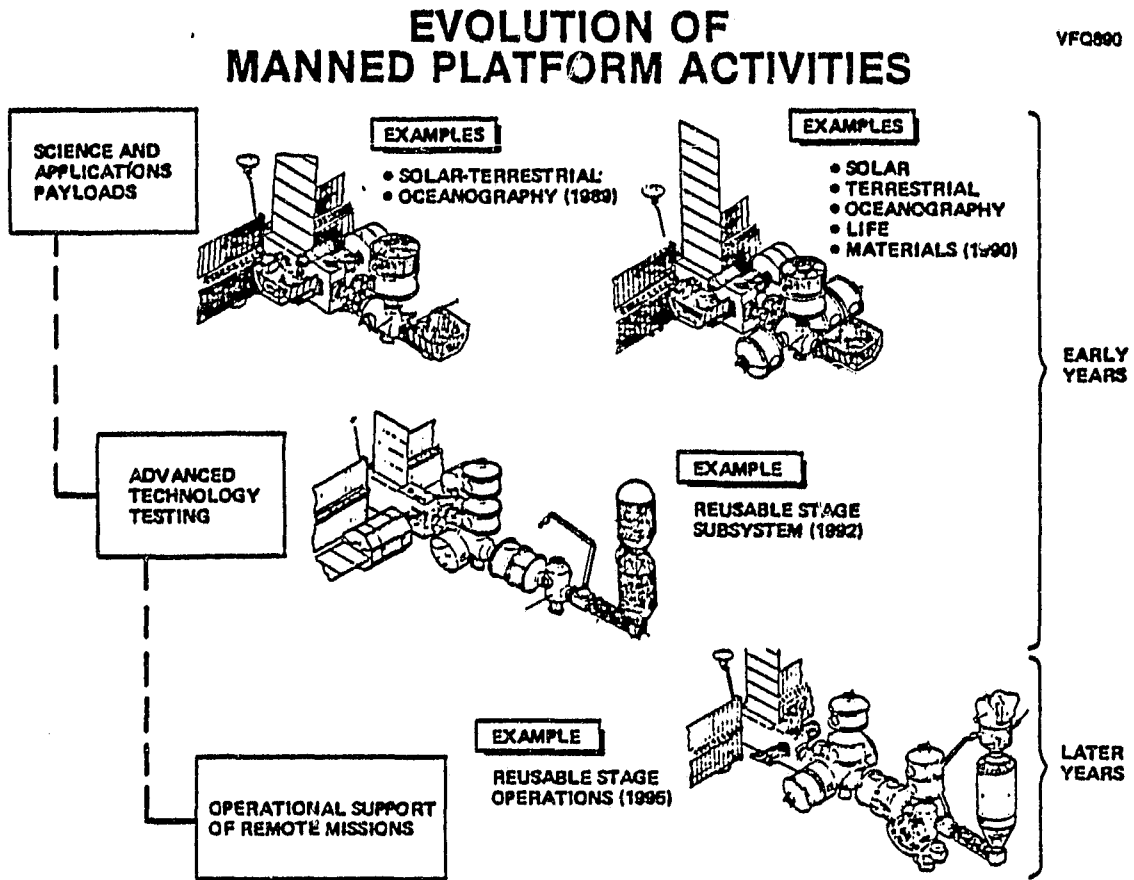 EVOLUTION OF
MANNED PLATFORM ACTIVITIES
VFQ890
SCIENCE AND
APPLICATIONS
PAYLOADS
EXAMPLES
• SOLAR-TERRESTRIAL
• OCEANOGRAPHY (1989)
EXAMPLES
• SOLAR
• TERRESTRIAL
• OCEANOGRAPHY
• LIFE
• MATERIALS (1990)
EARLY
YEARS
ADVANCED
TECHNOLOGY
TESTING
EXAMPLE
REUSABLE STAGE
SUBSYSTEM (1992)
EXAMPLE
REUSABLE STAGE
OPERATIONS (1995)
LATER
YEARS
OPERATIONAL SUPPORT
OF REMOTE MISSIONS